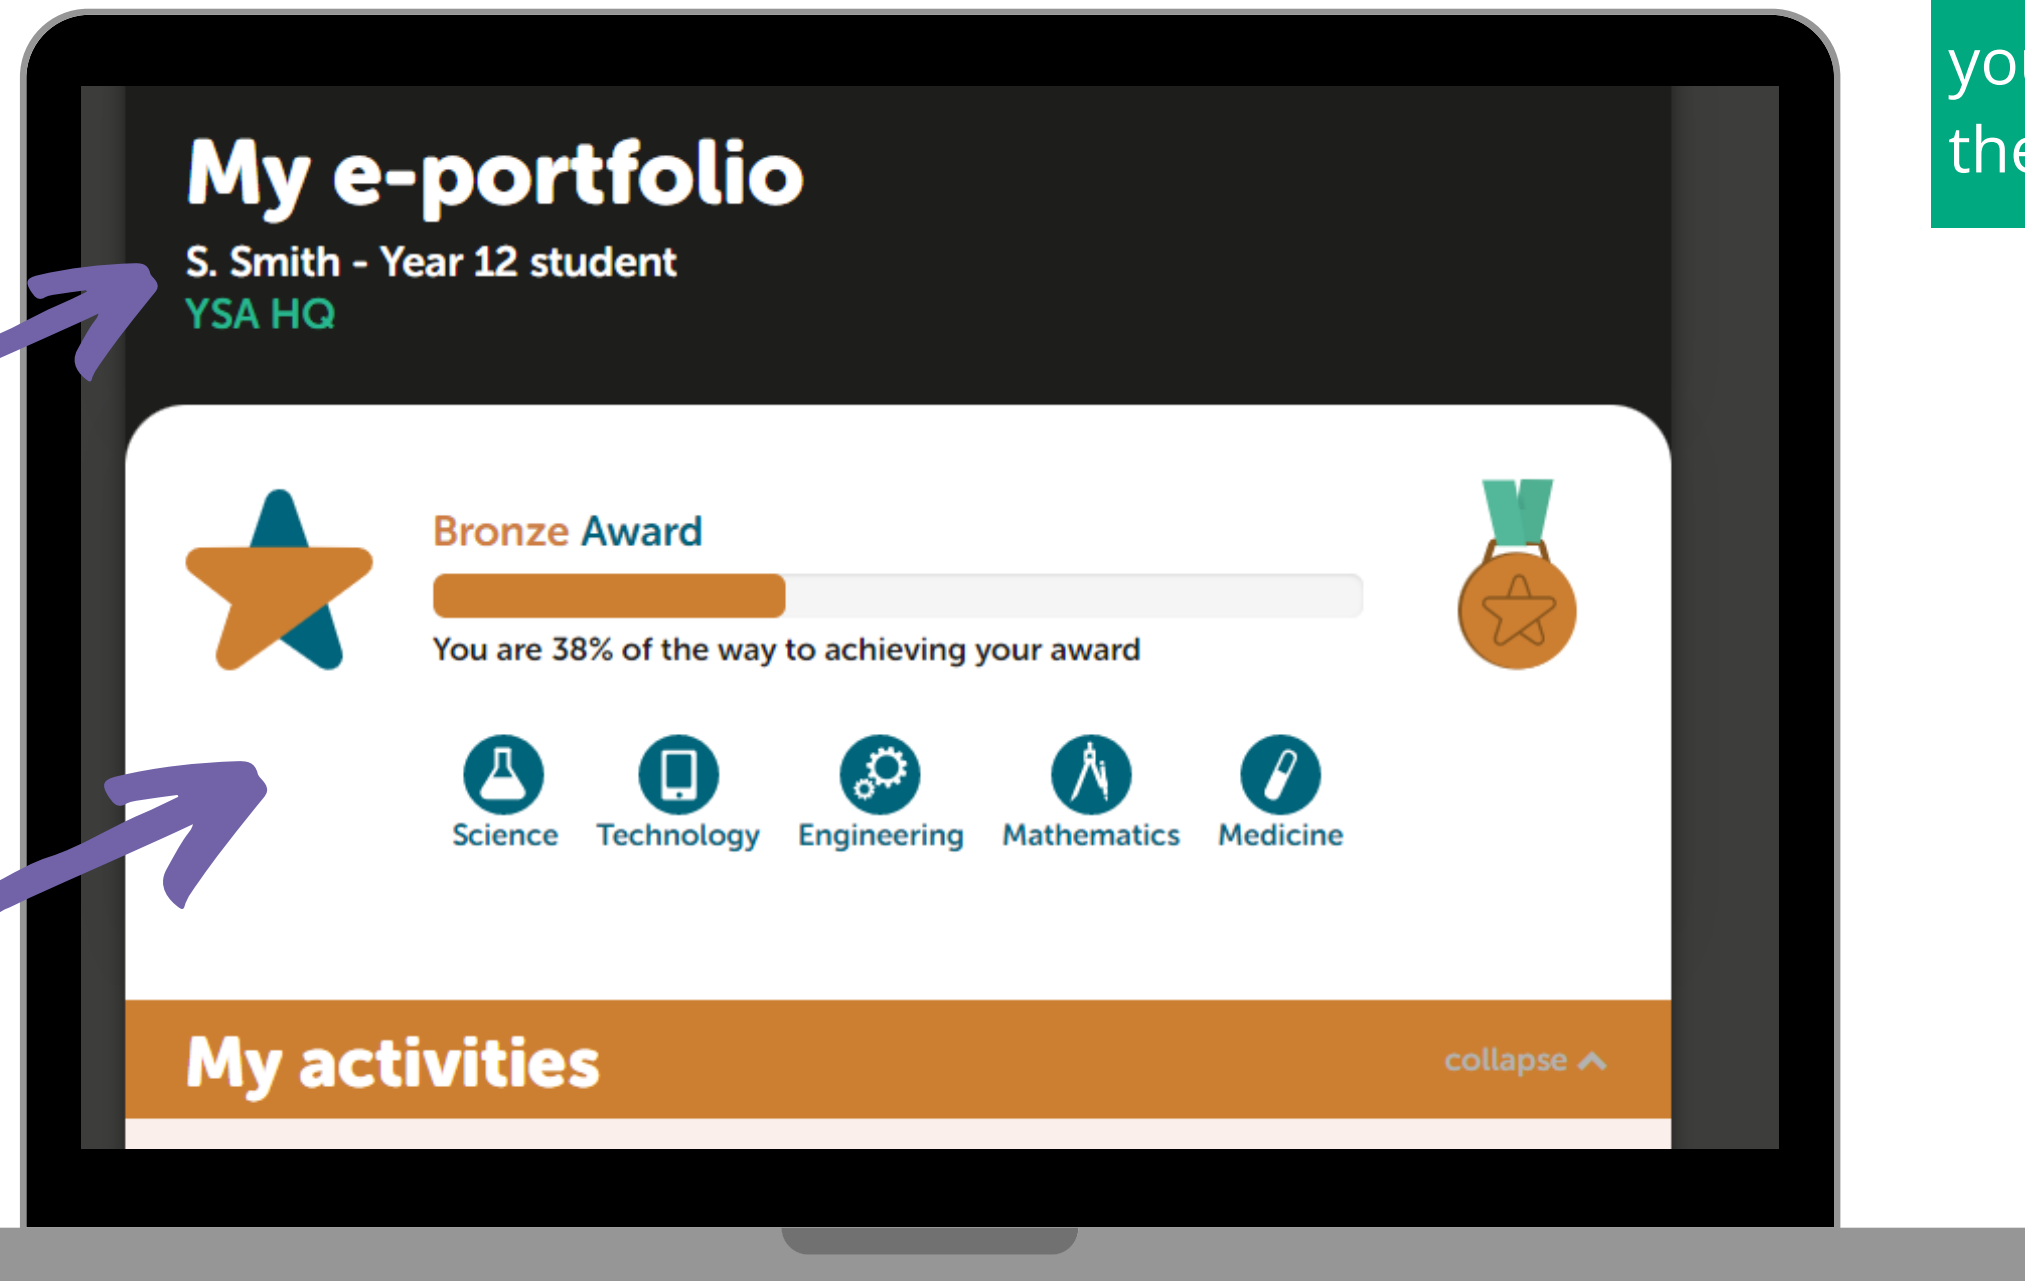 My e-portfolio
S. Smith - Year 12 student
YSA HQ
Bronze Award
You are 38% of the way to achieving your award
Science Technology Engineering Mathematics Medicine
My activities collapse